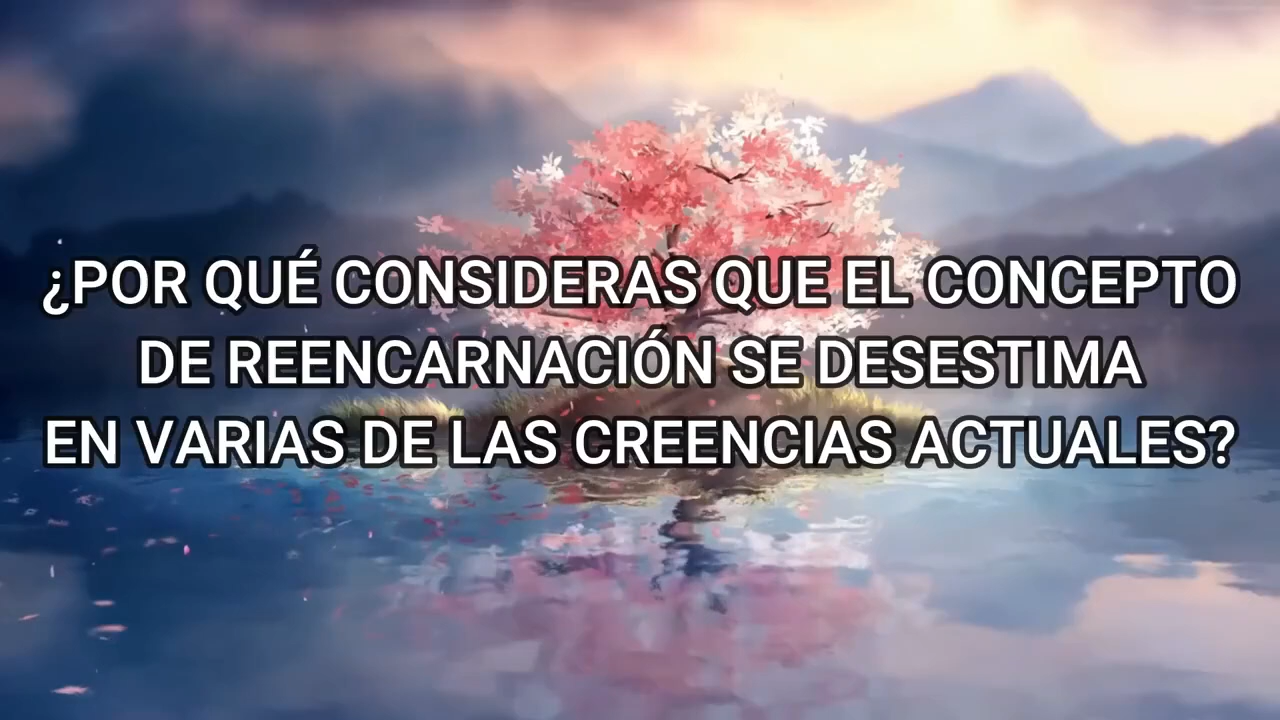 ¿POR QUÉ CONSIDERAS QUE EL CONCEPTO
DE REENCARNACIÓN SE DESESTIMA
EN VARIAS DE LAS CREENCIAS ACTUALES?